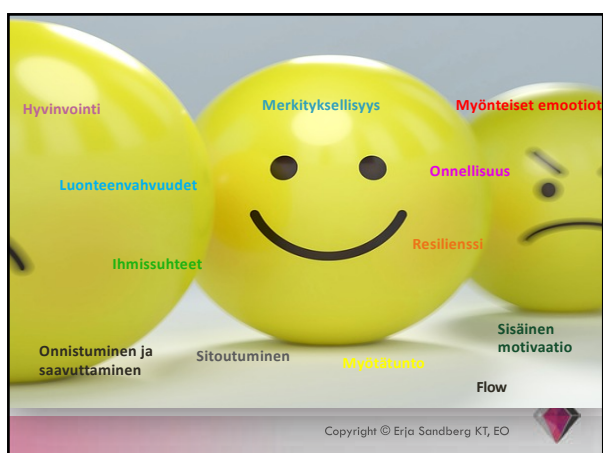 Hyvinvointi
Merkityksellisyys
Myönteiset emootiot
Luonteenvahvuudet
Onnellisuus
Ihmissuhteet
Resilienssi
Onnistuminen ja
saavuttaminen
Sitoutuminen
Myötätunto
Sisäinen
motivaatio
Flow
Copyright © Erja Sandberg KT, EO